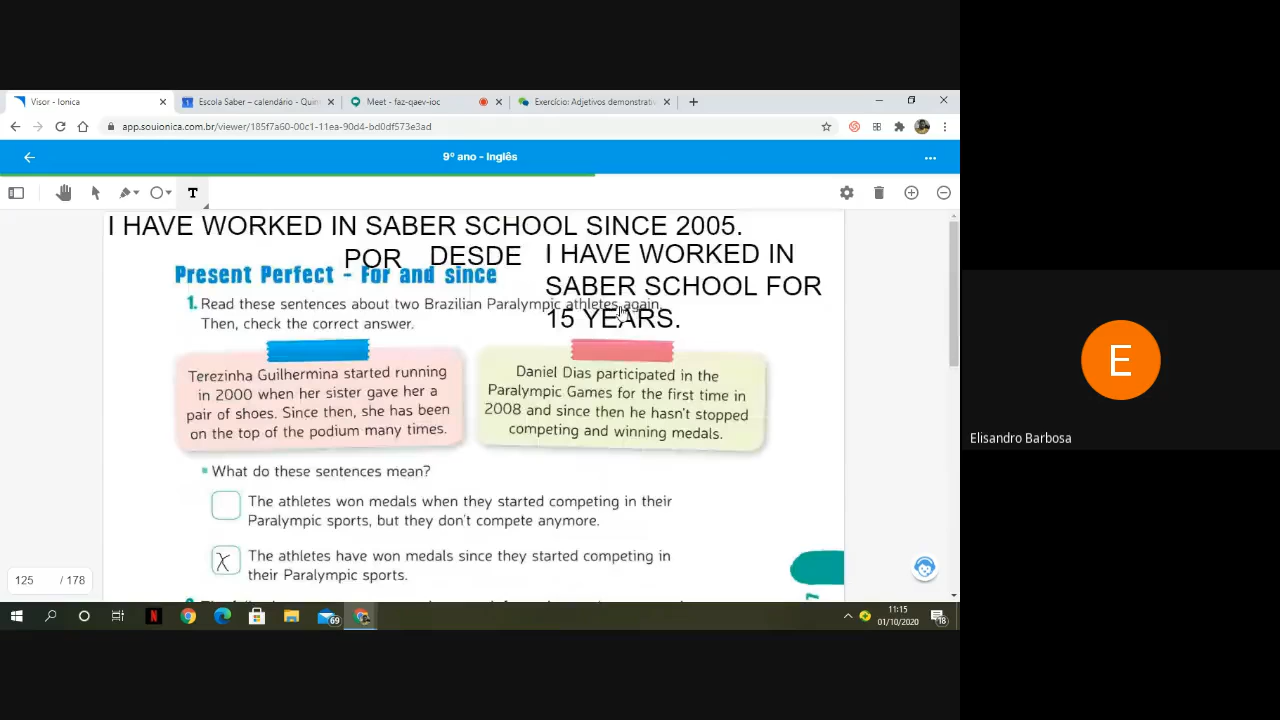 Visor - Ionica
Escola Saber – calendário - Quin
Meet - faz-qaev-ioc
Exercício: Adjetivos demonstrati
app.souionica.com.br/viewer/185f7a60-00c1-11ea-90d4-bd0df573e3ad
9º ano - Inglês
T
I HAVE WORKED IN SABER SCHOOL SINCE 2005.
POR DESDE
I HAVE WORKED IN
SABER SCHOOL FOR
15 YEARS.
Present Perfect - For and since
1. Read these sentences about two Brazilian Paralympic athletes again.
Then, check the correct answer.
Terezinha Guilhermina started running
in 2000 when her sister gave her a
pair of shoes. Since then, she has been
on the top of the podium many times.
Daniel Dias participated in the
Paralympic Games for the first time in
2008 and since then he hasn't stopped
competing and winning medals.
What do these sentences mean?
The athletes won medals when they started competing in their
Paralympic sports, but they don't compete anymore.
X The athletes have won medals since they started competing in
their Paralympic sports.
125 / 178
69
11:15
01/10/2020
18
E
Elisandro Barbosa